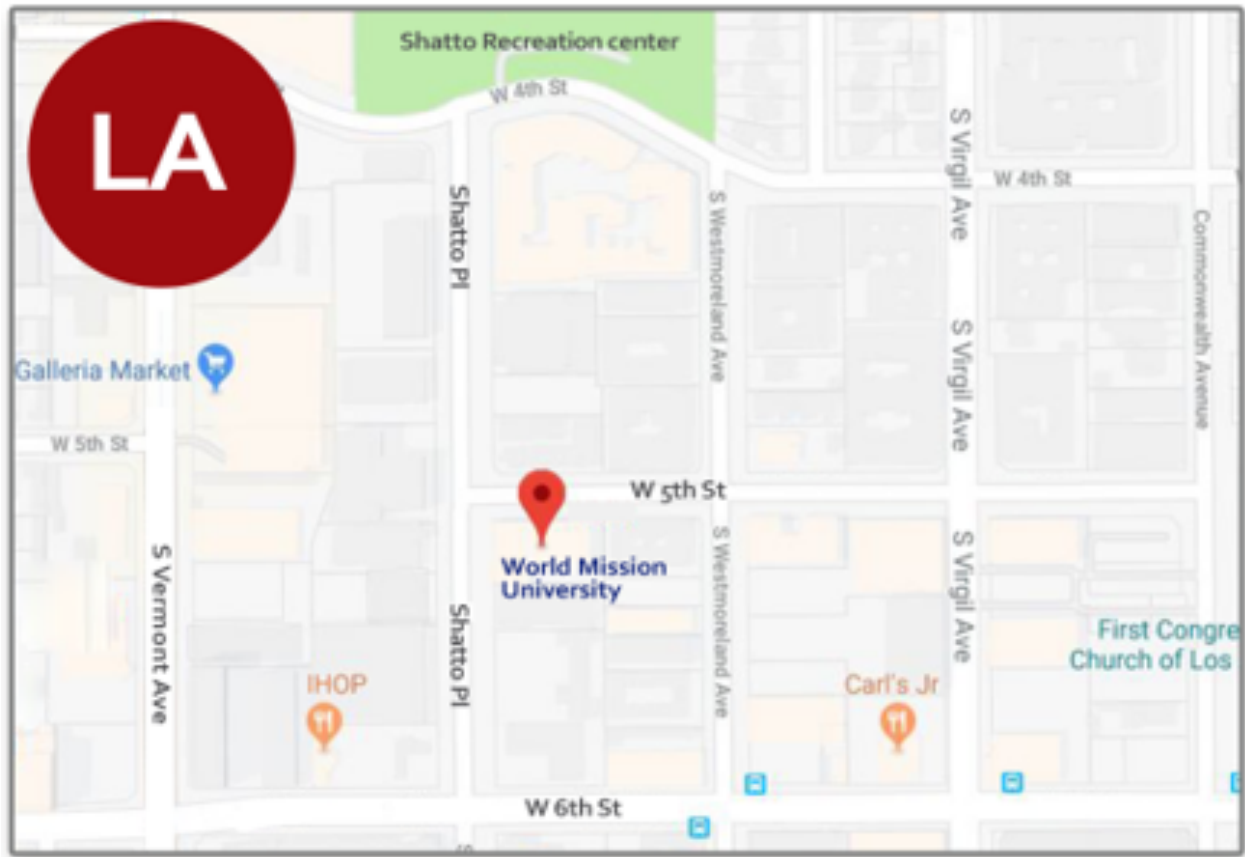 LA
Shatto Recreation center
W 4th St
S Virgil Ave
W 4th St
Shatto Pl
S Westmoreland Ave
Commonwealth Avenue
S Virgil Ave
Galleria Market
W 5th St
W 5th St
World Mission
University
S Vermont Ave
Shatto Pl
S Westmoreland Ave
S Virgil Ave
First Congre
Church of Los
IHOP
Carl's Jr
W 6th St